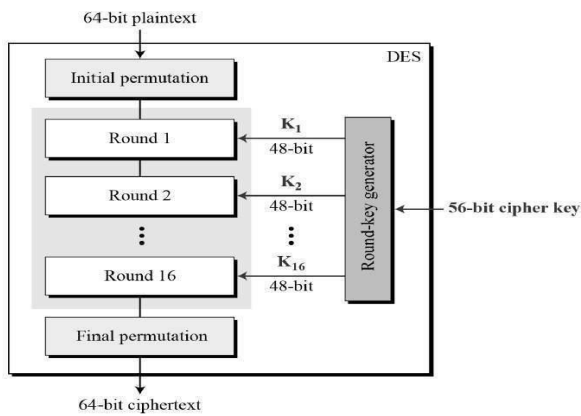 64-bit plaintext
DES
Initial permutation
K1
Round 1
48-bit
K2
Round 2
48-bit
Round-key generator
56-bit cipher key
K16
Round 16
48-bit
Final permutation
64-bit ciphertext